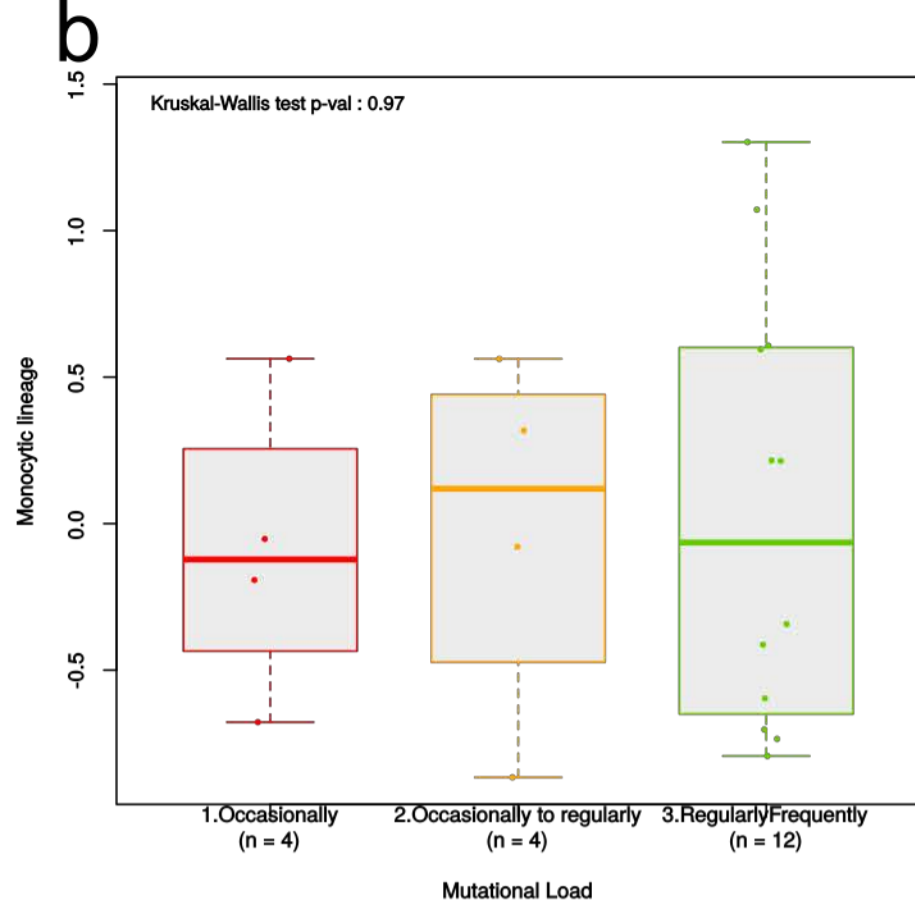 b
Kruskal-Wallis test p-val : 0.97
1.5
1.0
0.5
0.0
-0.5
Monocytic lineage
1.Occasionally 2.Occasionally to regularly 3.RegularlyFrequently
(n = 4) (n = 4) (n = 12)
Mutational Load